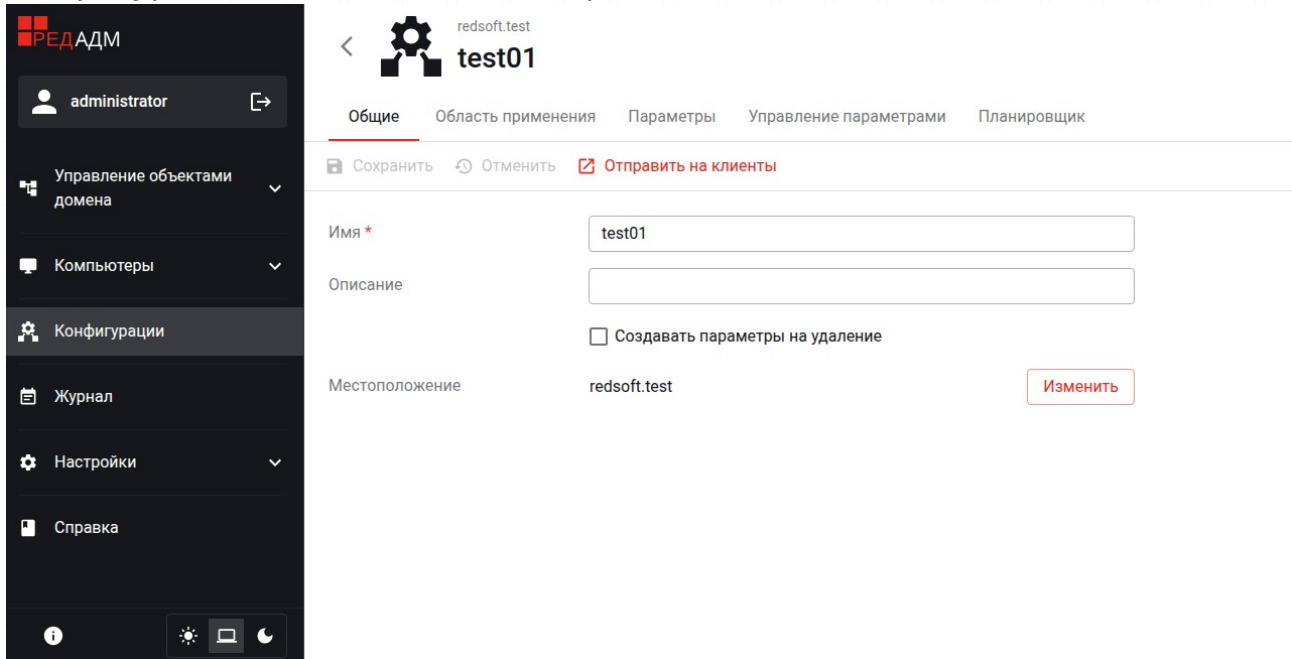 РЕДАДМ
administrator
Управление объектами
домена
Компьютеры
Конфигурации
Журнал
Настройки
Справка
redsoft.test
test01
Общие Область применения Параметры Управление параметрами Планировщик
Сохранить Отменить Отправить на клиенты
Имя * test01
Описание
Создавать параметры на удаление
Местоположение redsoft.test Изменить